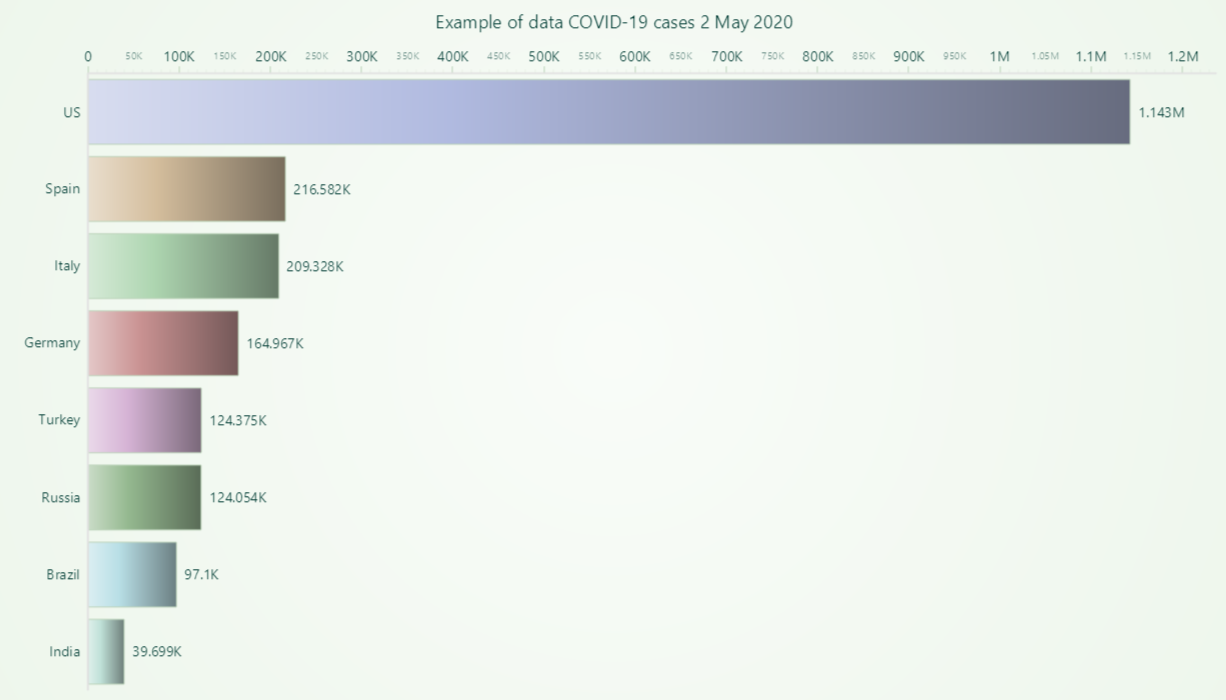 Example of data COVID-19 cases 2 May 2020
0 50K 100K 150K 200K 250K 300K 350K 400K 450K 500K 550K 600K 650K 700K 750K 800K 850K 900K 950K 1M 1.05M 1.1M 1.15M 1.2M
US 1.143M
Spain 216.582K
Italy 209.328K
Germany 164.967K
Turkey 124.375K
Russia 124.054K
Brazil 97.1K
India 39.699K